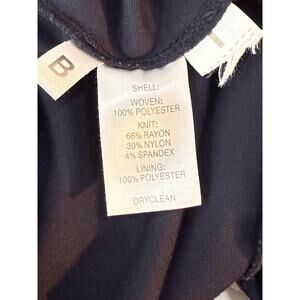 B
SHELL:
WOVEN:
100% POLYESTER
KNIT:
66% RAYON
30% NYLON
4% SPANDEX
LINING:
100% POLYESTER
DRYCLEAN